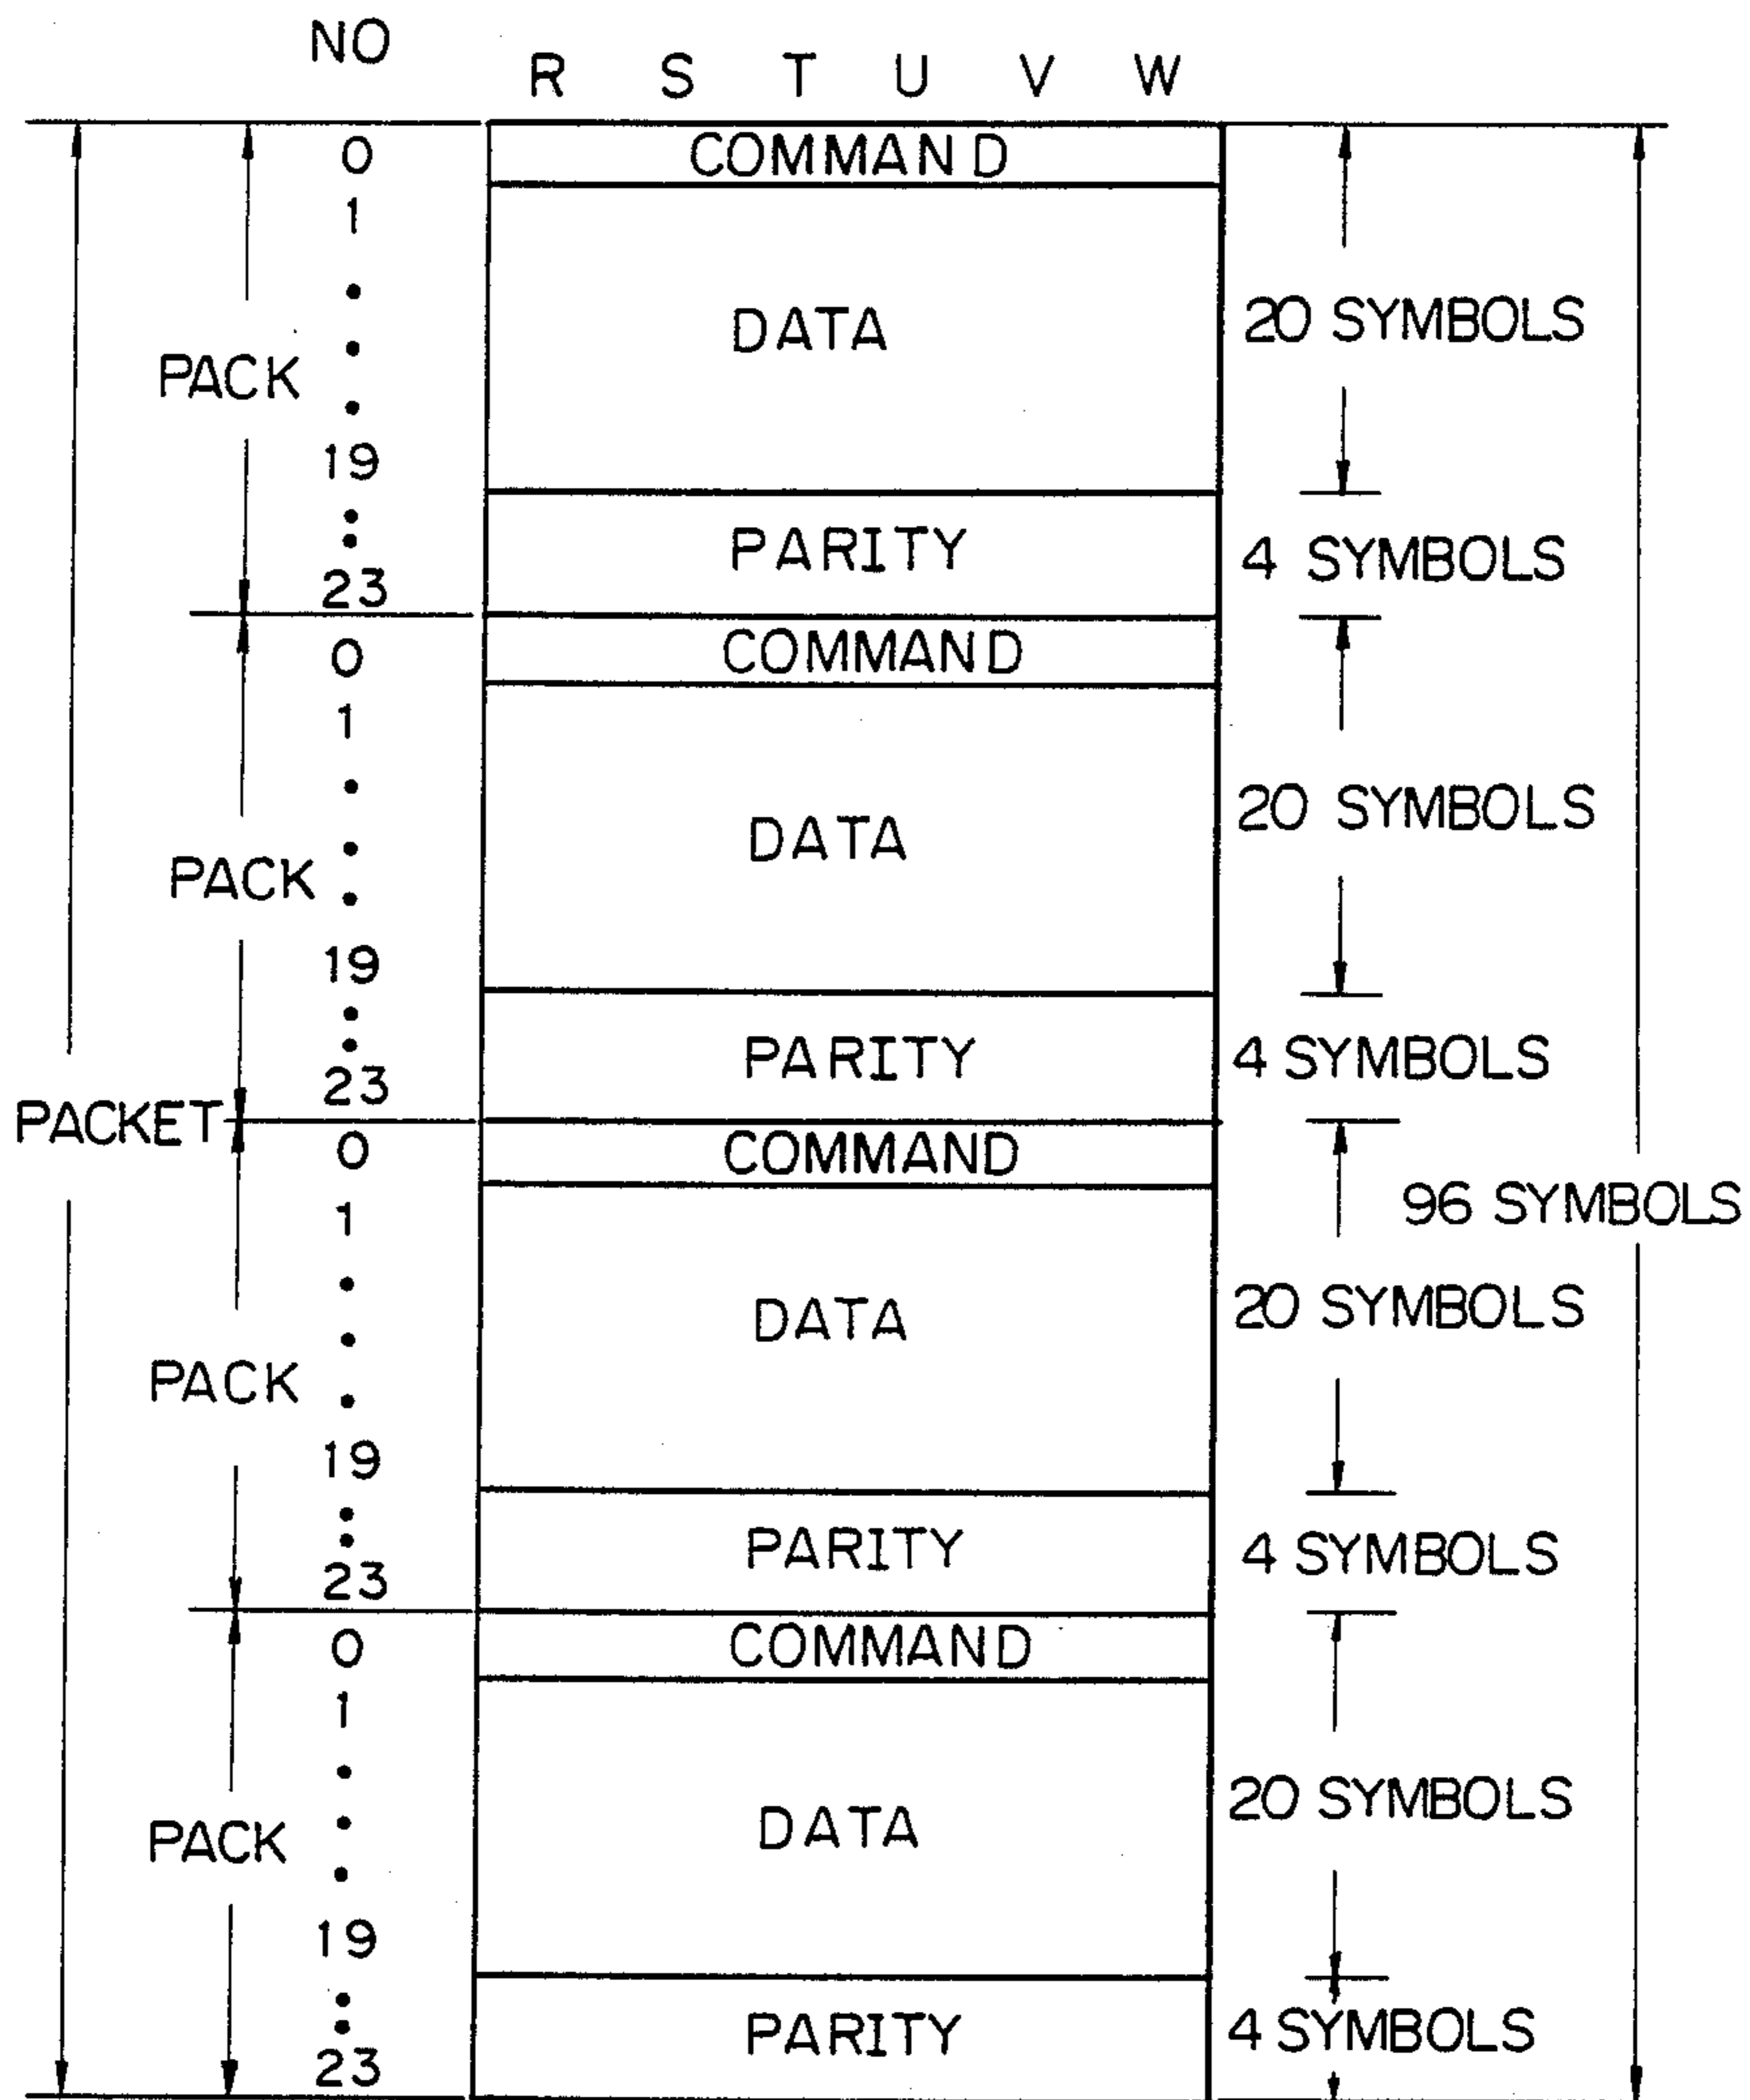 NO
R S T U V W
0 COMMAND
1
DATA 20 SYMBOLS
PACK
19
PARITY 4 SYMBOLS
23
0 COMMAND
1
20 SYMBOLS
DATA
PACK
19
PARITY 4 SYMBOLS
23
PACKET
0 COMMAND
1 96 SYMBOLS
DATA 20 SYMBOLS
PACK
19
PARITY 4 SYMBOLS
23
0 COMMAND
1
20 SYMBOLS
DATA
PACK
19
PARITY 4 SYMBOLS
23